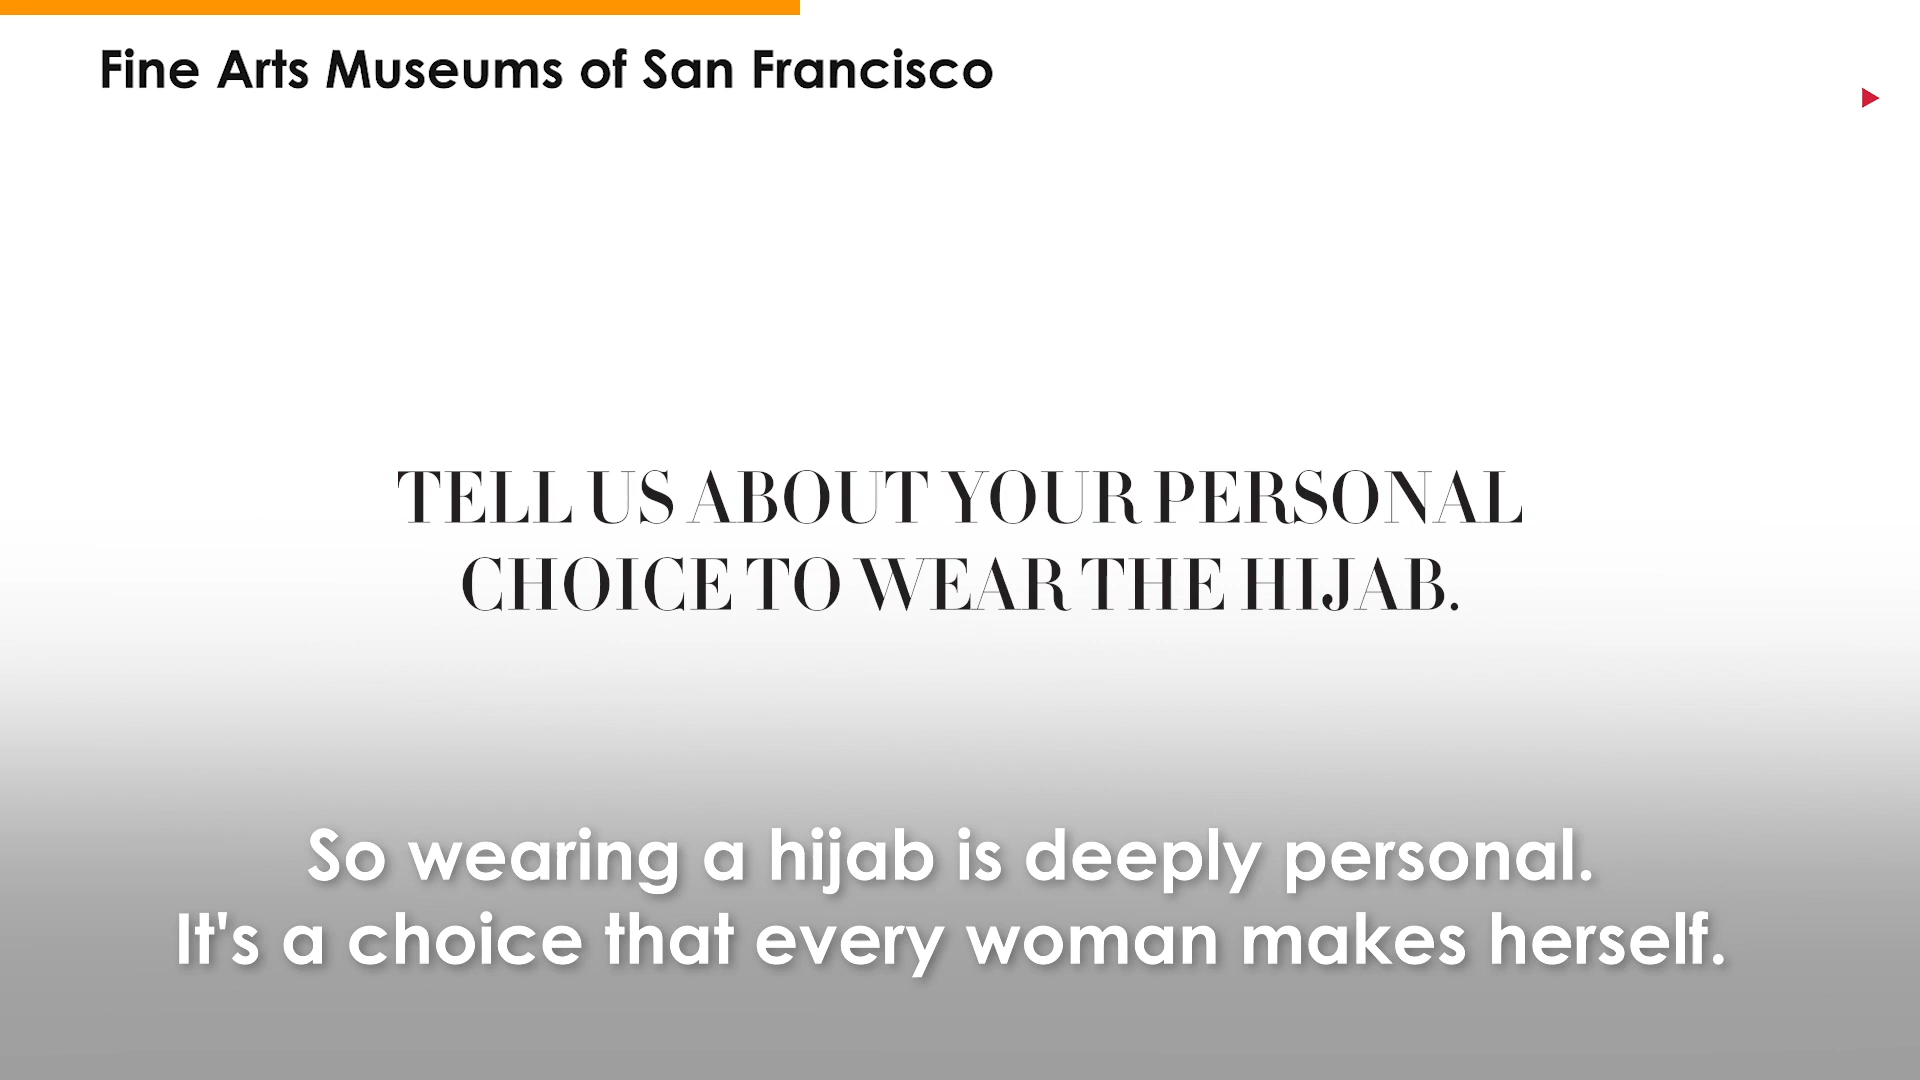 Fine Arts Museums of San Francisco
TELL US ABOUT YOUR PERSONAL
CHOICE TO WEAR THE HIJAB.
So wearing a hijab is deeply personal.
It's a choice that every woman makes herself.